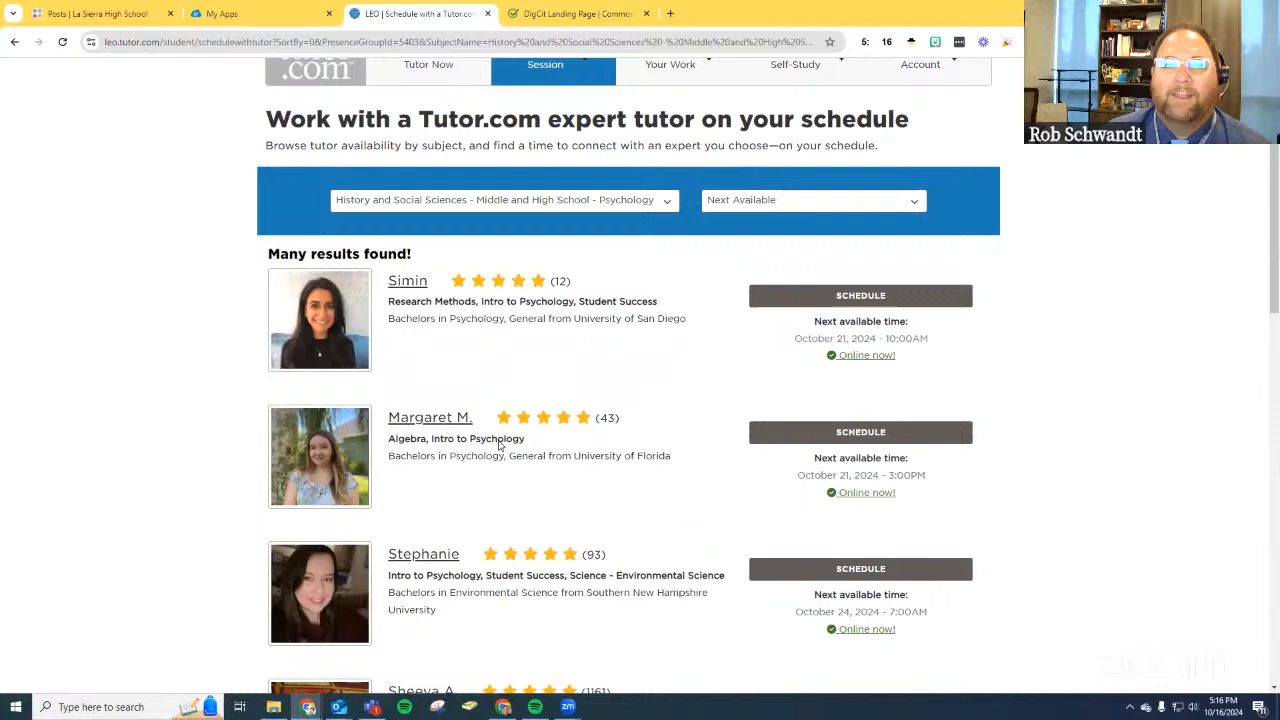 Posts | La Sierra High School
My Apps
LEO | Schedule with a Tutor.com
DigCit Landing Page | Common
leo.tutor.com/student/schedulewithtutor?SortBy=0&PresenceGroupId=54
SubjectName=History%20and%20Social%20Sciences%20-%20Middle%20and%20High%20S...
5:
16
.com
Tutor Now
Session
Your Work
Self-Study
Account
Rob Schwandt
Work with a Tutor.com expert tutor on your schedule
Browse tutor availability by subject, and find a time to connect with an expert you choose—on your schedule.
History and Social Sciences - Middle and High School - Psychology
Next Available
Many results found!
Simin
(12)
Research Methods, Intro to Psychology, Student Success
Bachelors in Psychology, General from University of San Diego
SCHEDULE
Next available time:
October 21, 2024 - 10:00AM
Online now!
Margaret M.
(43)
Algebra, Intro to Psychology
Bachelors in Psychology, General from University of Florida
SCHEDULE
Next available time:
October 21, 2024 - 3:00PM
Online now!
Stephanie
(93)
Intro to Psychology, Student Success, Science - Environmental Science
Bachelors in Environmental Science from Southern New Hampshire
University
SCHEDULE
Next available time:
October 24, 2024 - 7:00AM
Online now!
Sheeva A.
(1161)
Type here to search
5:16 PM
10/16/2024